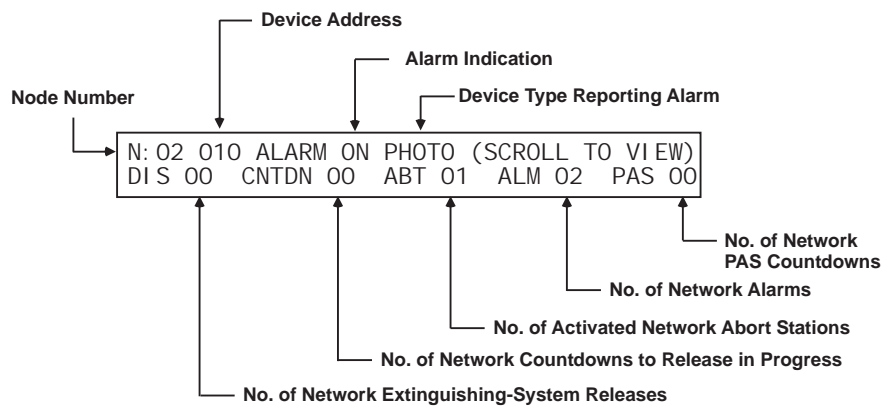 Device Address
Alarm Indication
Node Number
Device Type Reporting Alarm
N:02 010 ALARM ON PHOTO (SCROLL TO VIEW)
DIS 00 CNTDN 00 ABT 01 ALM 02 PAS 00
No. of Network
PAS Countdowns
No. of Network Alarms
No. of Activated Network Abort Stations
No. of Network Countdowns to Release in Progress
No. of Network Extinguishing-System Releases